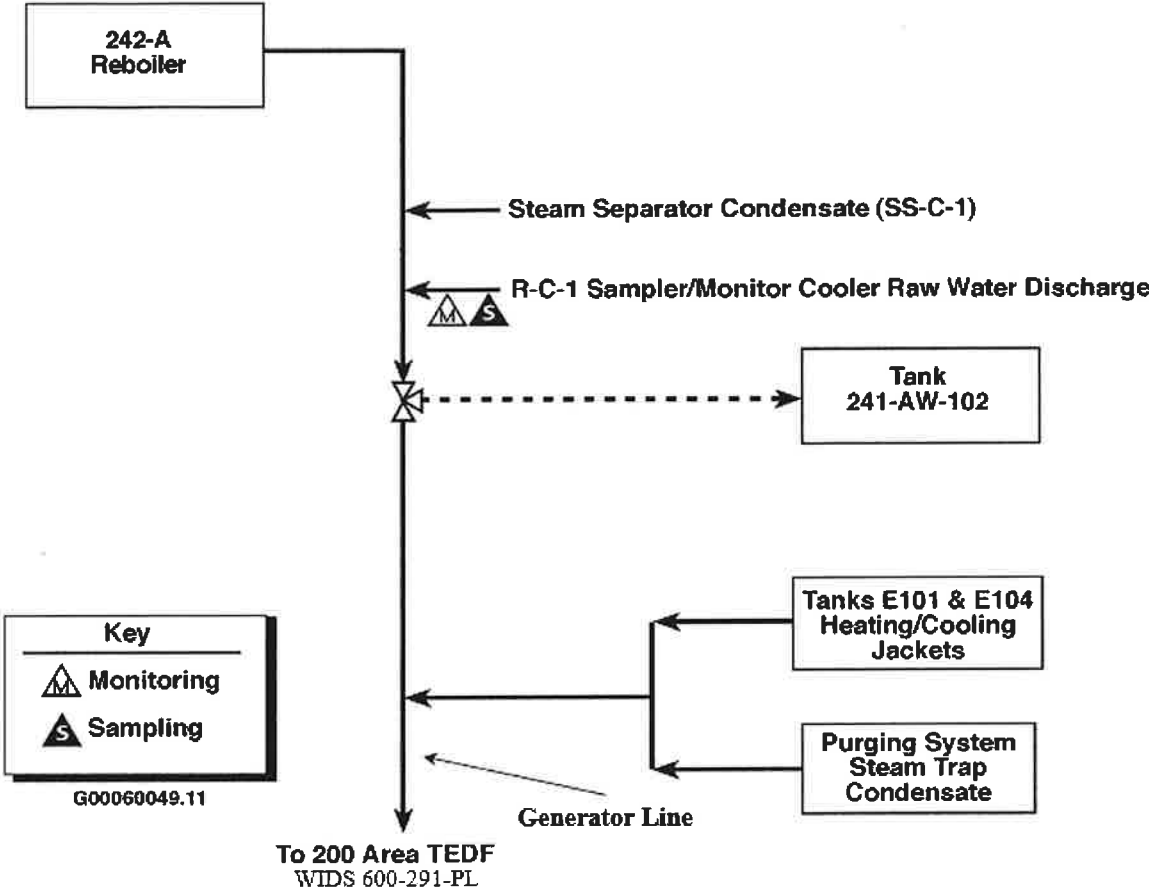 242-A
Reboiler
Steam Separator Condensate (SS-C-1)
R-C-1 Sampler/Monitor Cooler Raw Water Discharge
M
S
Tank
241-AW-102
Tanks E101 & E104
Heating/Cooling
Jackets
Key
M Monitoring
S Sampling
G00060049.11
Purging System
Steam Trap
Condensate
Generator Line
To 200 Area TEDF
WIDS 600-291-PL